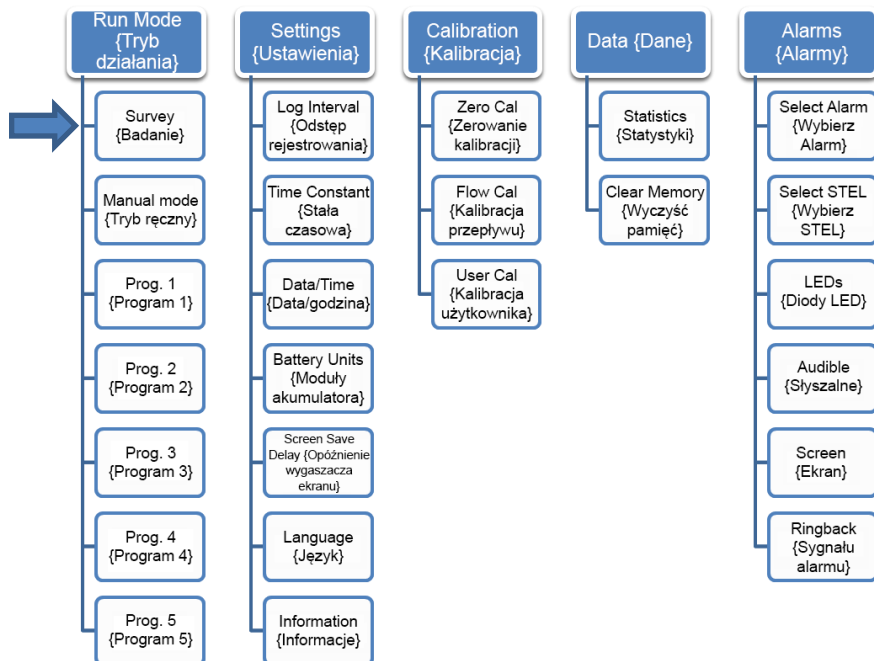 Run Mode
{Tryb
działania}
Survey
{Badanie}
Manual mode
{Tryb ręczny}
Prog. 1
{Program 1}
Prog. 2
{Program 2}
Prog. 3
{Program 3}
Prog. 4
{Program 4}
Prog. 5
{Program 5}
Settings
{Ustawienia}
Log Interval
{Odstęp
rejestrowania}
Time Constant
{Stała
czasowa}
Data/Time
{Data/godzina}
Battery Units
{Moduły
akumulatora}
Screen Save
Delay {Opóźnienie
wygaszacza
ekranu}
Language
{Język}
Information
{Informacje}
Calibration
{Kalibracja}
Zero Cal
{Zerowanie
kalibracji}
Flow Cal
{Kalibracja
przepływu}
User Cal
{Kalibracja
użytkownika}
Data {Dane}
Statistics
{Statystyki}
Clear Memory
{Wyczyść
pamięć}
Alarms
{Alarmy}
Select Alarm
{Wybierz
Alarm}
Select STEL
{Wybierz
STEL}
LEDs
{Diody LED}
Audible
{Słyszalne}
Screen
{Ekran}
Ringback
{Sygnału
alarmu}